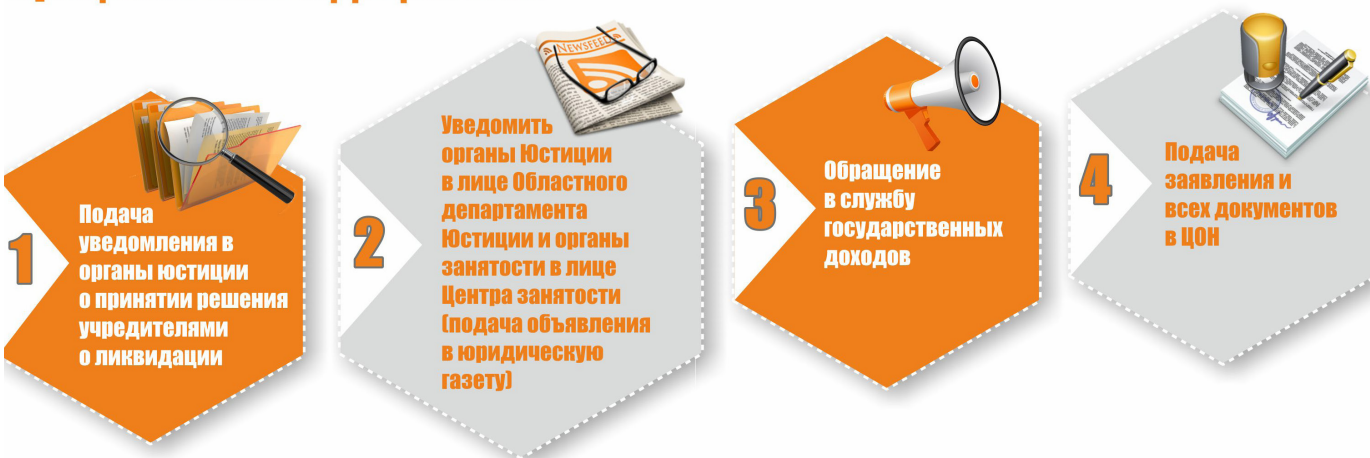 1
Подача
уведомления в
органы юстиции
о принятии решения
учредителями
о ликвидации
2
NEWSFEED
Уведомить
органы Юстиции
в лице Областного
департамента
Юстиции и органы
занятости в лице
Центра занятости
(подача объявления
в юридическую
газету)
3
Обращение
в службу
государственных
доходов
4
Подача
заявления и
всех документов
в ЦОН